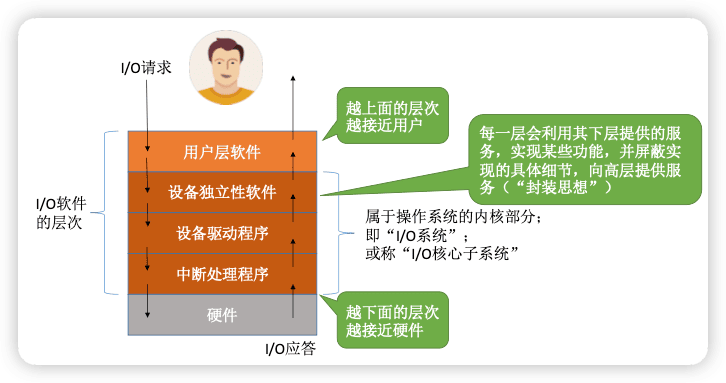 I/O请求
越上面的层次
越接近用户
每一层会利用其下层提供的服
务，实现某些功能，并屏蔽实
现的具体细节，向高层提供服
务（“封装思想”）
用户层软件
设备独立性软件
I/O软件
的层次
设备驱动程序
属于操作系统的内核部分；
即“I/O系统”；
或称“I/O核心子系统”
中断处理程序
越下面的层次
越接近硬件
硬件
I/O应答